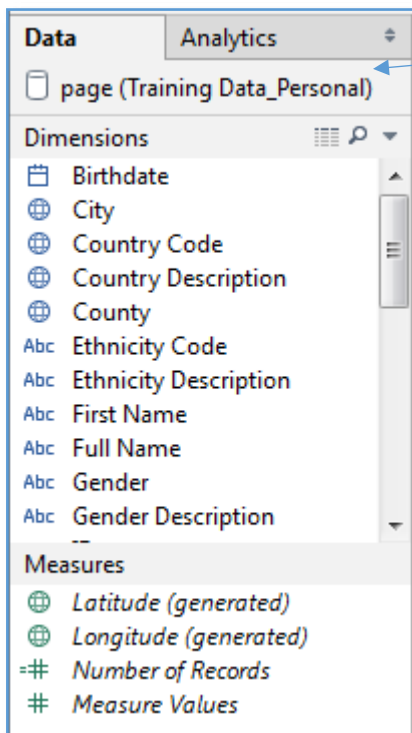 Data Analytics
page (Training Data_Personal)
Dimensions
Birthdate
City
Country Code
Country Description
County
Abc Ethnicity Code
Abc Ethnicity Description
Abc First Name
Abc Full Name
Abc Gender
Abc Gender Description
Measures
Latitude (generated)
Longitude (generated)
=# Number of Records
# Measure Values